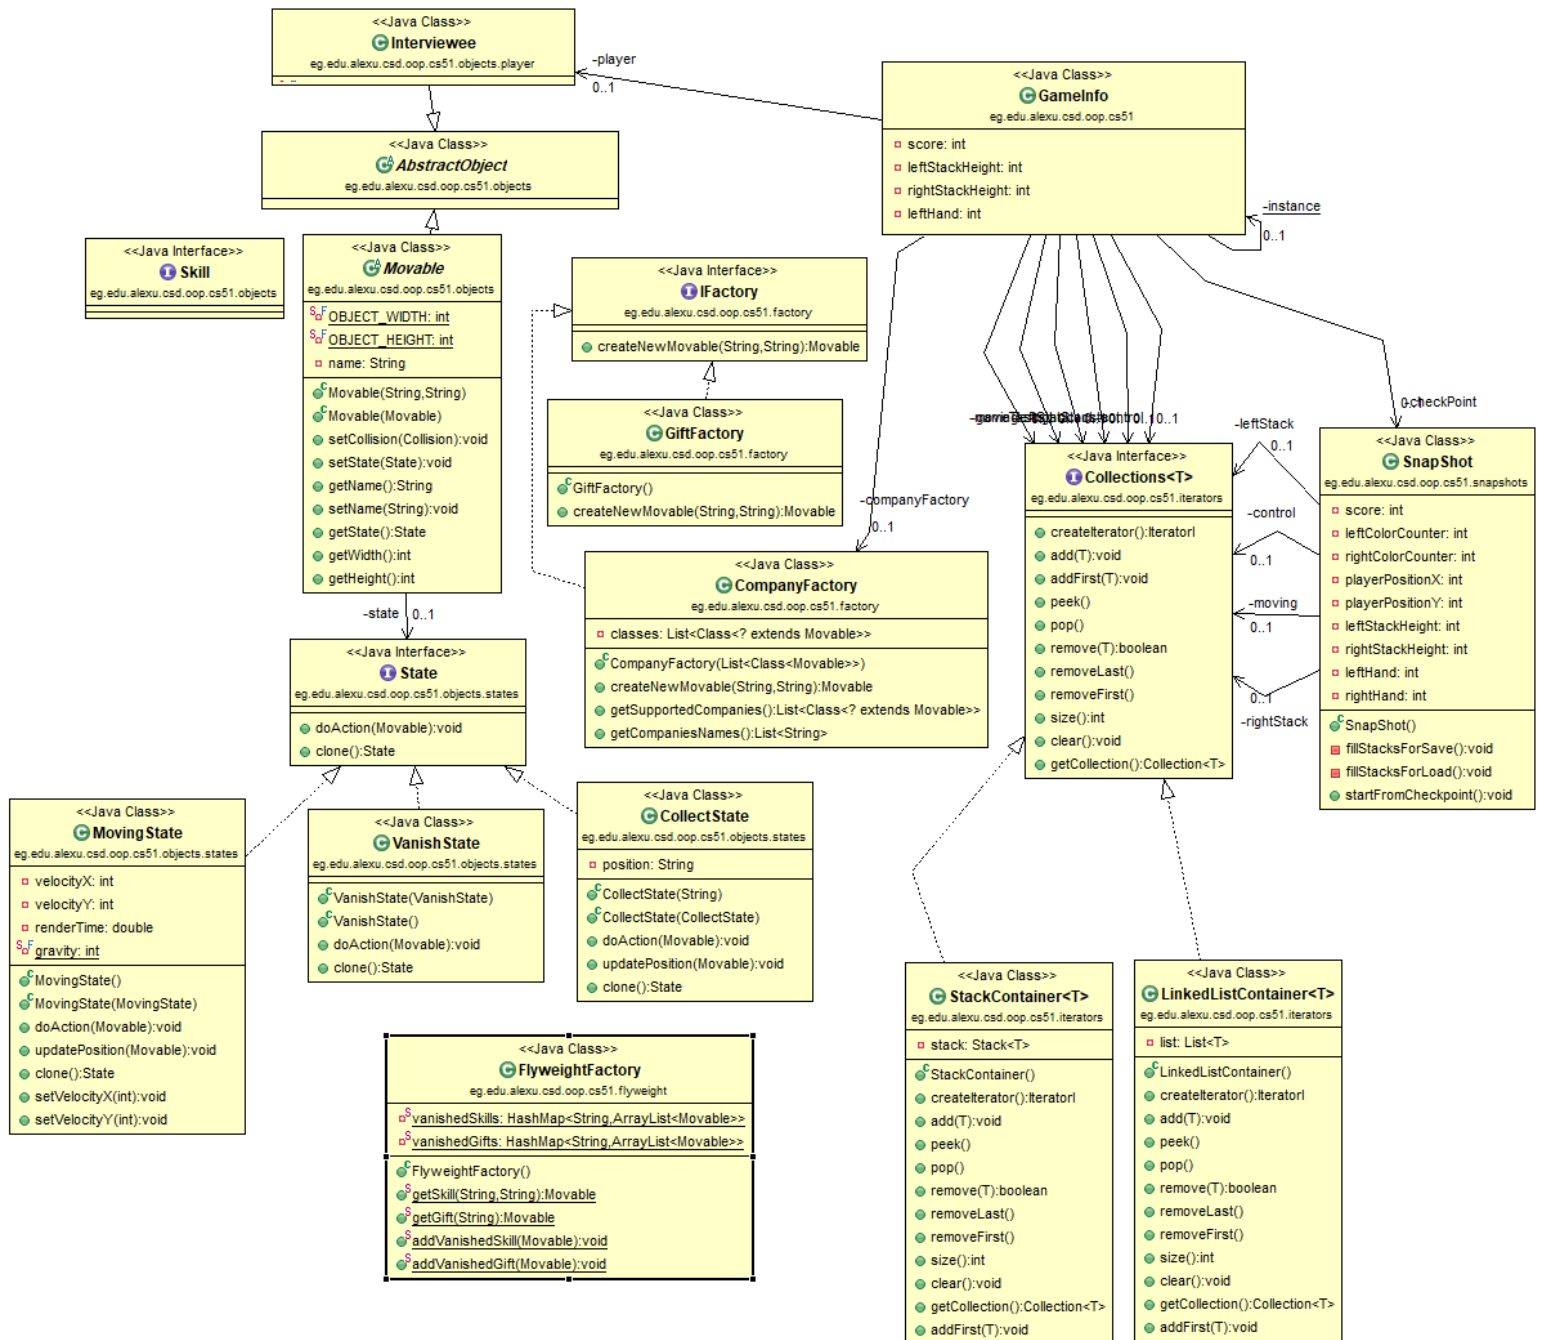 <<Java Class>>
Interviewee
eg.edu.alexu.csd.oop.cs51.objects.player
-player
0..1
<<Java Class>>
GameInfo
eg.edu.alexu.csd.oop.cs51
score: int
leftStackHeight: int
rightStackHeight: int
leftHand: int
-instance
0..1
<<Java Class>>
AbstractObject
eg.edu.alexu.csd.oop.cs51.objects
<<Java Interface>>
Skill
eg.edu.alexu.csd.oop.cs51.objects
<<Java Class>>
Movable
eg.edu.alexu.csd.oop.cs51.objects
OBJECT_WIDTH: int
OBJECT_HEIGHT: int
name: String
Movable(String,String)
Movable(Movable)
setCollision(Collision):void
setState(State):void
getName():String
setName(String):void
getState():State
getWidth():int
getHeight():int
-state
0..1
<<Java Interface>>
IFactory
eg.edu.alexu.csd.oop.cs51.factory
createNewMovable(String,String):Movable
<<Java Class>>
GiftFactory
eg.edu.alexu.csd.oop.cs51.factory
GiftFactory()
createNewMovable(String,String):Movable
-companyFactory
0..1
<<Java Class>>
CompanyFactory
eg.edu.alexu.csd.oop.cs51.factory
classes: List<Class<? extends Movable>>
CompanyFactory(List<Class<Movable>>)
createNewMovable(String,String):Movable
getSupportedCompanies():List<Class<? extends Movable>>
getCompaniesNames():List<String>
0..1
<<Java Interface>>
Collections<T>
eg.edu.alexu.csd.oop.cs51.iterators
createIterator():IteratorI
add(T):void
addFirst(T):void
peek()
pop()
remove(T):boolean
removeLast()
removeFirst()
size():int
clear():void
getCollection():Collection<T>
-checkPoint
-leftStack
0..1
-control
0..1
-moving
0..1
0..1
-rightStack
<<Java Class>>
SnapShot
eg.edu.alexu.csd.oop.cs51.snapshots
score: int
leftColorCounter: int
rightColorCounter: int
playerPositionX: int
playerPositionY: int
leftStackHeight: int
rightStackHeight: int
leftHand: int
rightHand: int
SnapShot()
fillStacksForSave():void
fillStacksForLoad():void
startFromCheckpoint():void
<<Java Interface>>
State
eg.edu.alexu.csd.oop.cs51.objects.states
doAction(Movable):void
clone():State
<<Java Class>>
MovingState
eg.edu.alexu.csd.oop.cs51.objects.states
velocityX: int
velocityY: int
renderTime: double
gravity: int
MovingState()
MovingState(MovingState)
doAction(Movable):void
updatePosition(Movable):void
clone():State
setVelocityX(int):void
setVelocityY(int):void
<<Java Class>>
VanishState
eg.edu.alexu.csd.oop.cs51.objects.states
VanishState(VanishState)
VanishState()
doAction(Movable):void
clone():State
<<Java Class>>
CollectState
eg.edu.alexu.csd.oop.cs51.objects.states
position: String
CollectState(String)
CollectState(CollectState)
doAction(Movable):void
updatePosition(Movable):void
clone():State
<<Java Class>>
FlyweightFactory
eg.edu.alexu.csd.oop.cs51.flyweight
vanishedSkills: HashMap<String,ArrayList<Movable>>
vanishedGifts: HashMap<String,ArrayList<Movable>>
FlyweightFactory()
getSkill(String,String):Movable
getGift(String):Movable
addVanishedSkill(Movable):void
addVanishedGift(Movable):void
<<Java Class>>
StackContainer<T>
eg.edu.alexu.csd.oop.cs51.iterators
stack: Stack<T>
StackContainer()
createIterator():IteratorI
add(T):void
peek()
pop()
remove(T):boolean
removeLast()
removeFirst()
size():int
clear():void
getCollection():Collection<T>
addFirst(T):void
<<Java Class>>
LinkedListContainer<T>
eg.edu.alexu.csd.oop.cs51.iterators
list: List<T>
LinkedListContainer()
createIterator():IteratorI
add(T):void
peek()
pop()
remove(T):boolean
removeLast()
removeFirst()
size():int
clear():void
getCollection():Collection<T>
addFirst(T):void